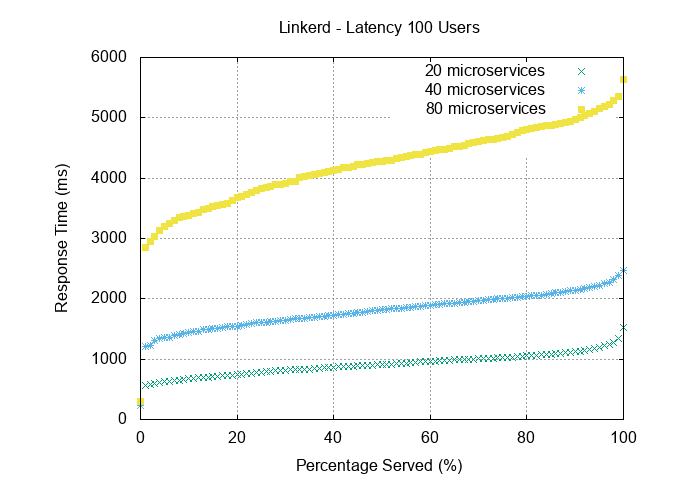 Linkerd - Latency 100 Users
6000
5000
4000
3000
2000
1000
0
Response Time (ms)
20 microservices
40 microservices
80 microservices
0 20 40 60 80 100
Percentage Served (%)